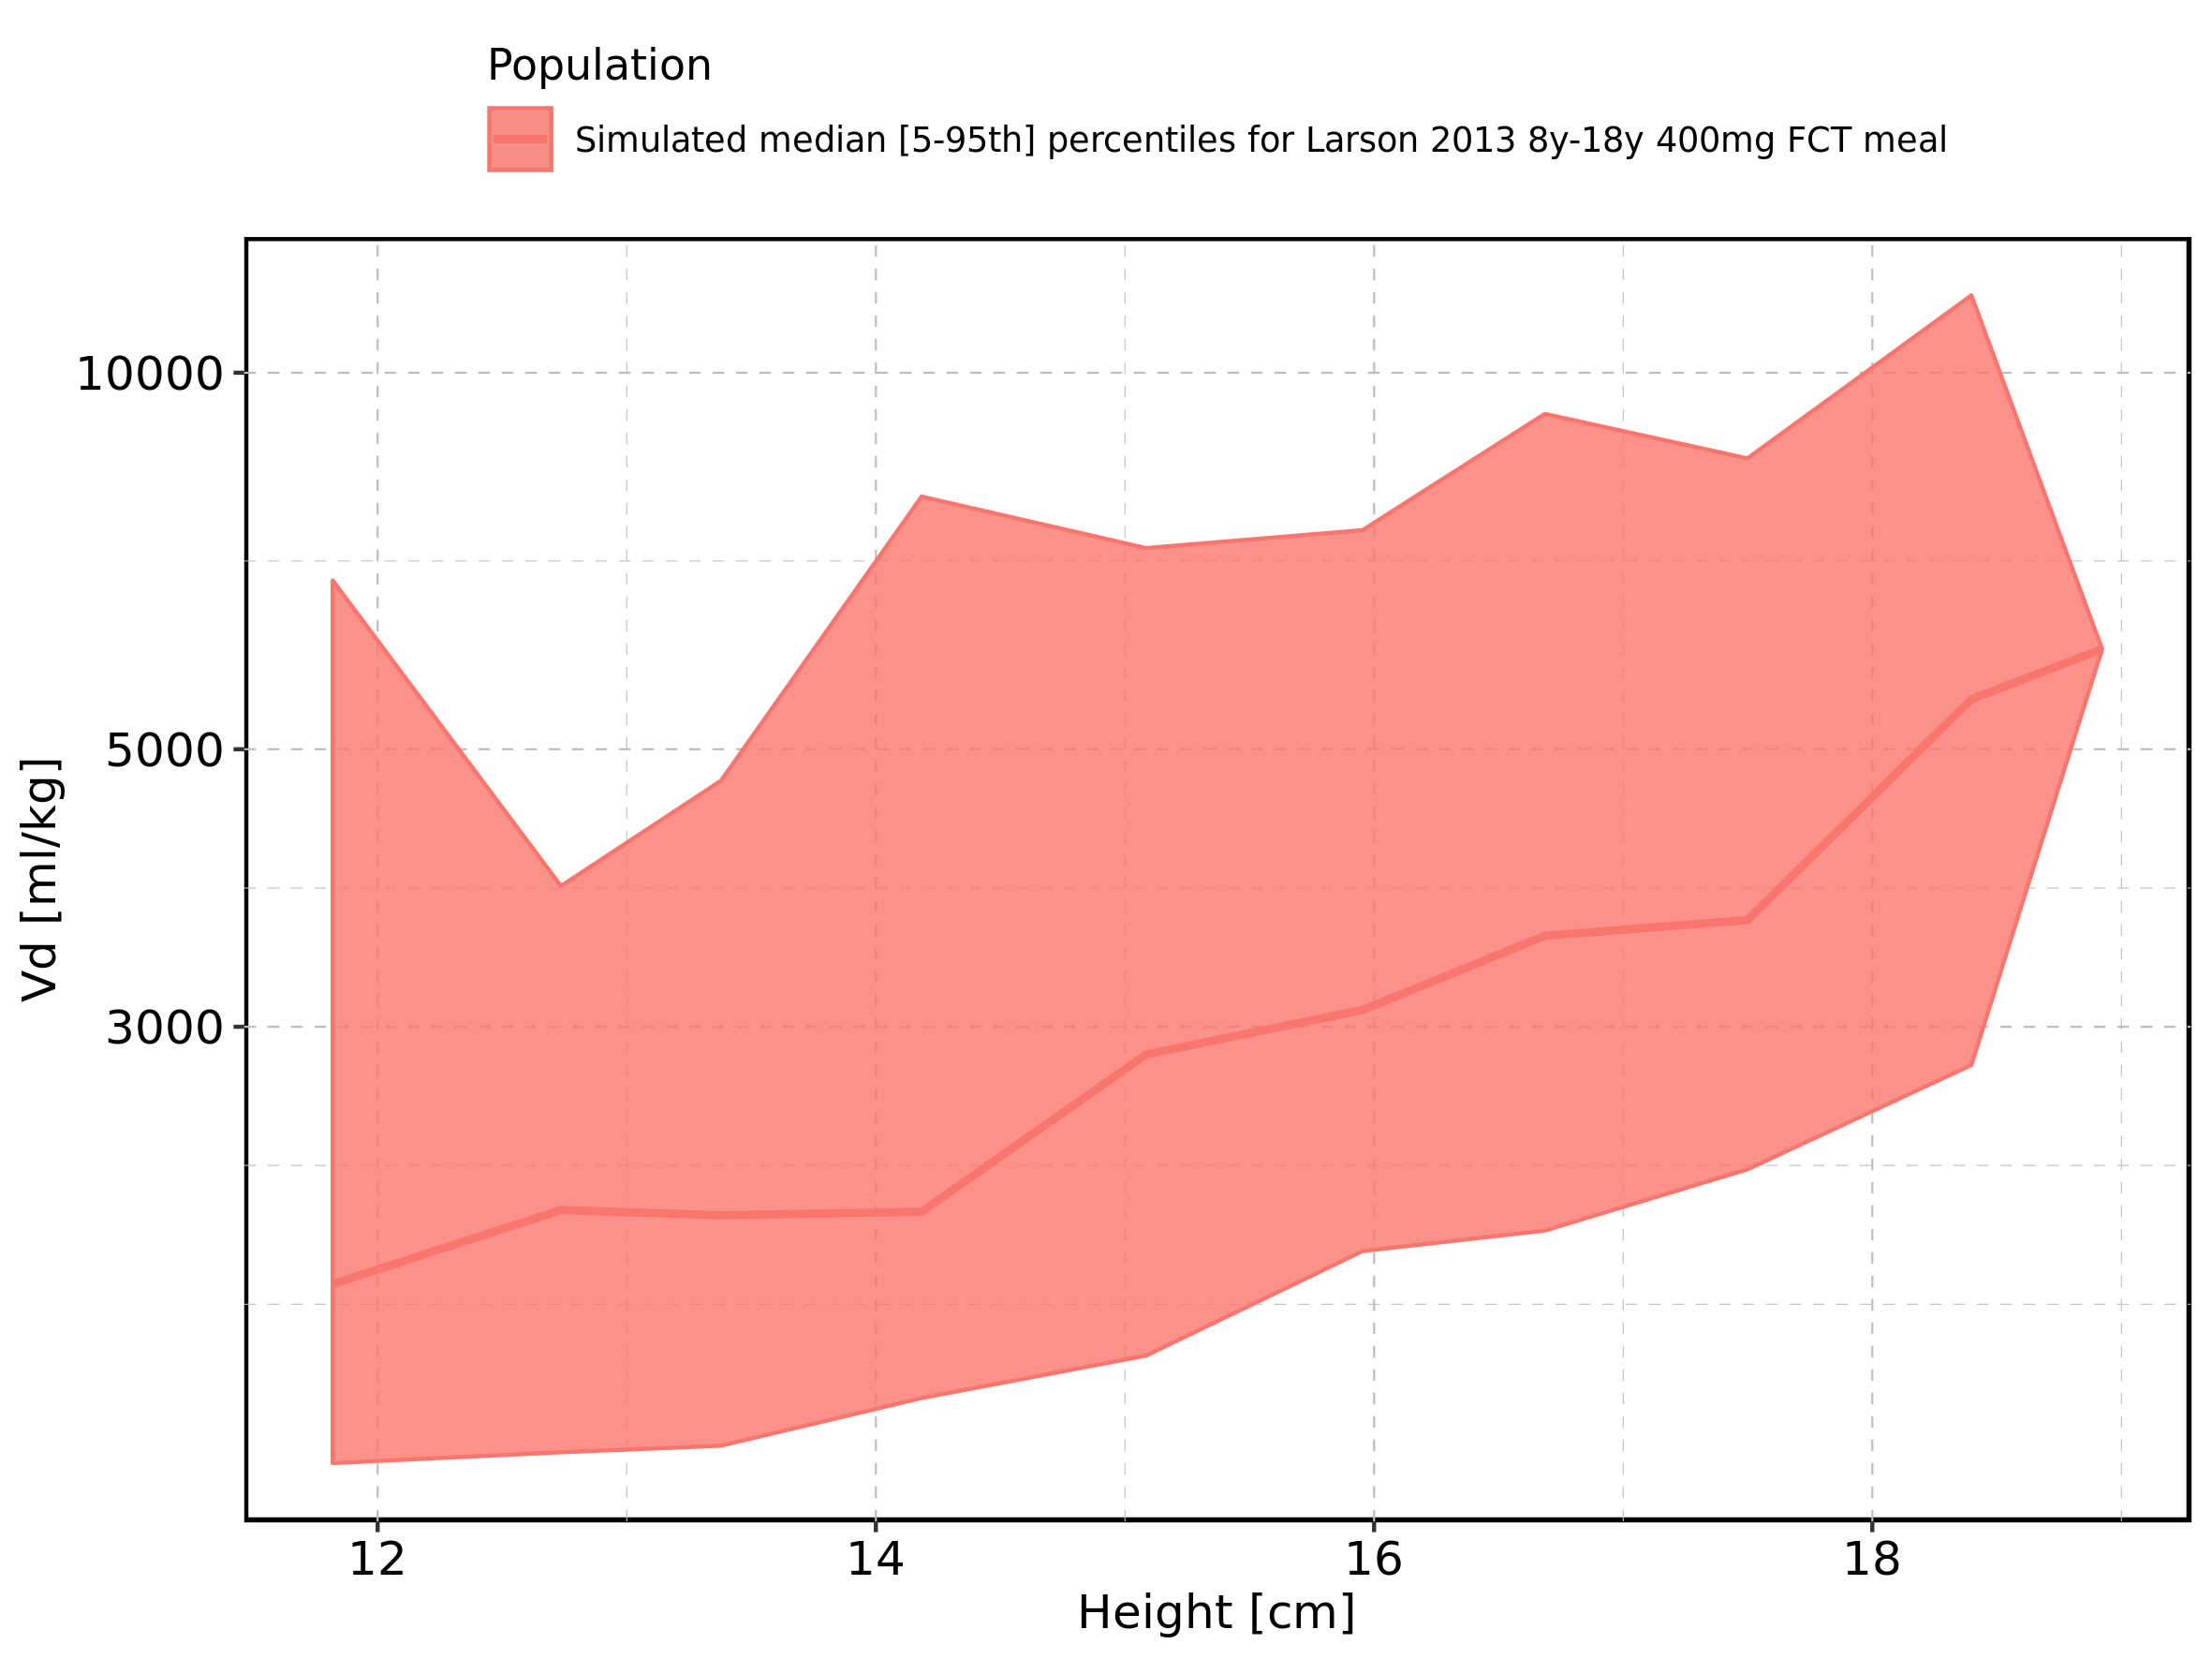 Population
Simulated median [5-95th] percentiles for Larson 2013 8y-18y 400mg FCT meal
10000
5000
3000
Vd [ml/kg]
12 14 16 18
Height [cm]